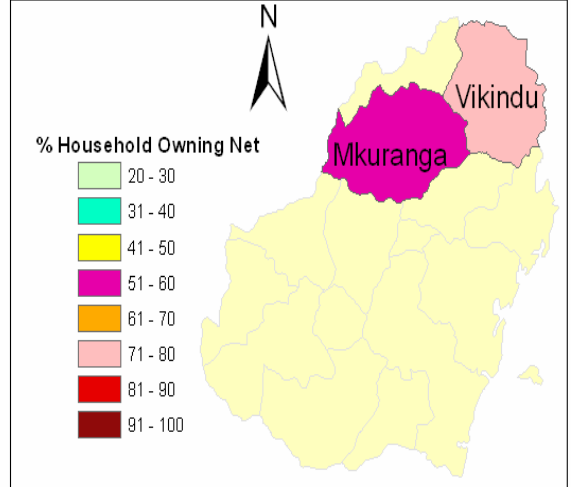 N
Vikindu
Mkuranga
% Household Owning Net
20 - 30
31 - 40
41 - 50
51 - 60
61 - 70
71 - 80
81 - 90
91 - 100